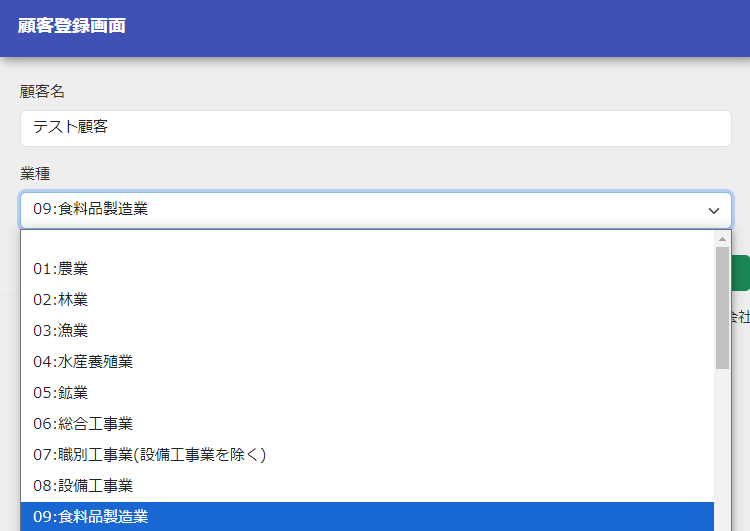 顧客登録画面
顧客名
テスト顧客
業種
09:食料品製造業
01:農業
02:林業
03:漁業
04:水産養殖業
05:鉱業
会社
06:総合工事業
07:職別工事業(設備工事業を除く)
08:設備工事業
09:食料品製造業